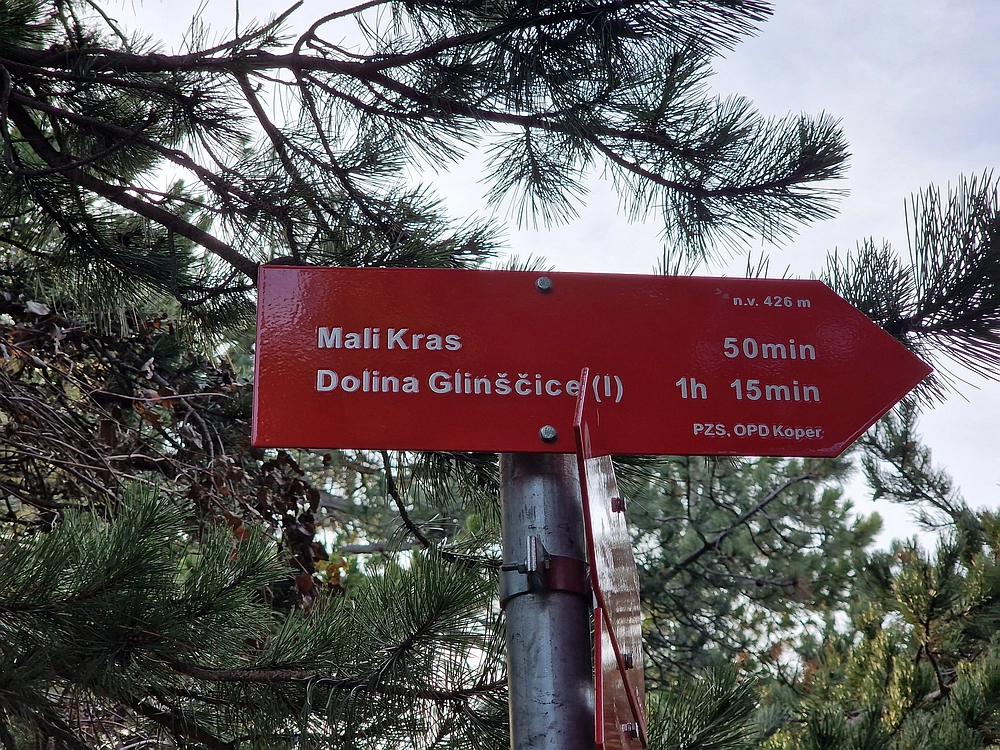 n.v. 426 m
Mali Kras 50min
Dolina Glinščice (I) 1h 15min
PZS, OPD Koper